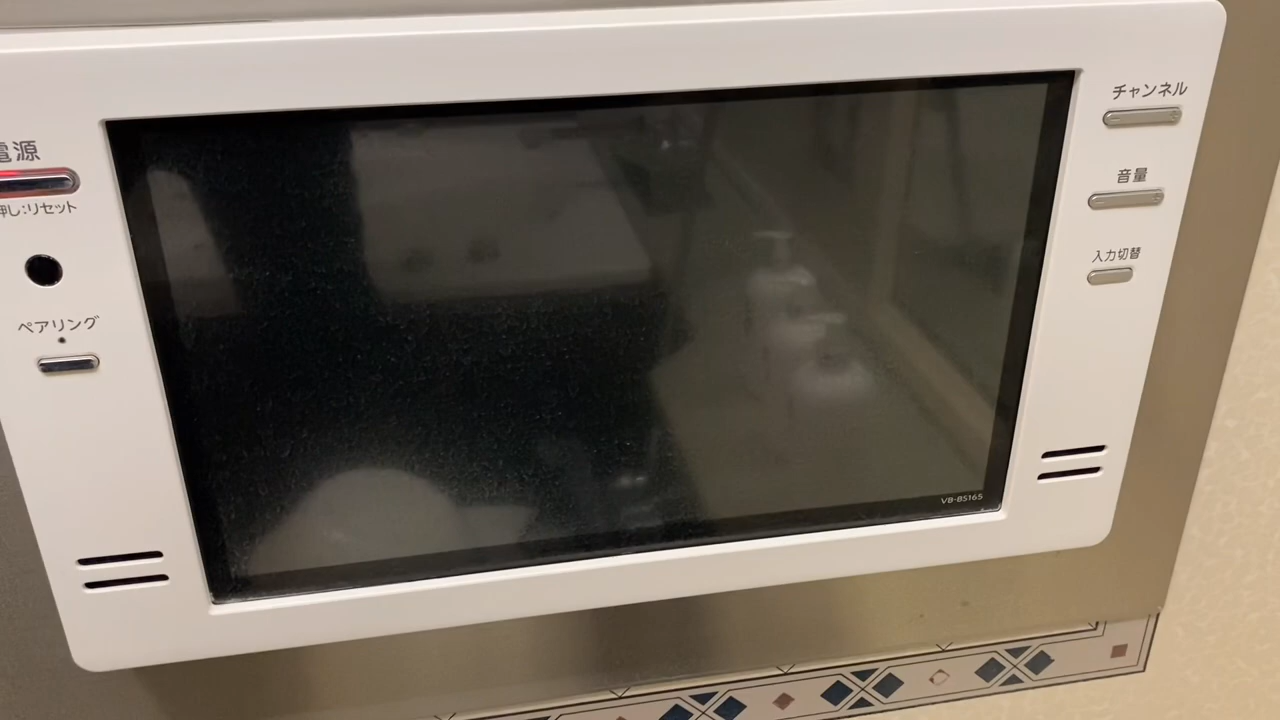 電源
押し:リセット
ペアリング
チャンネル
音量
入力切替
VB-BS165